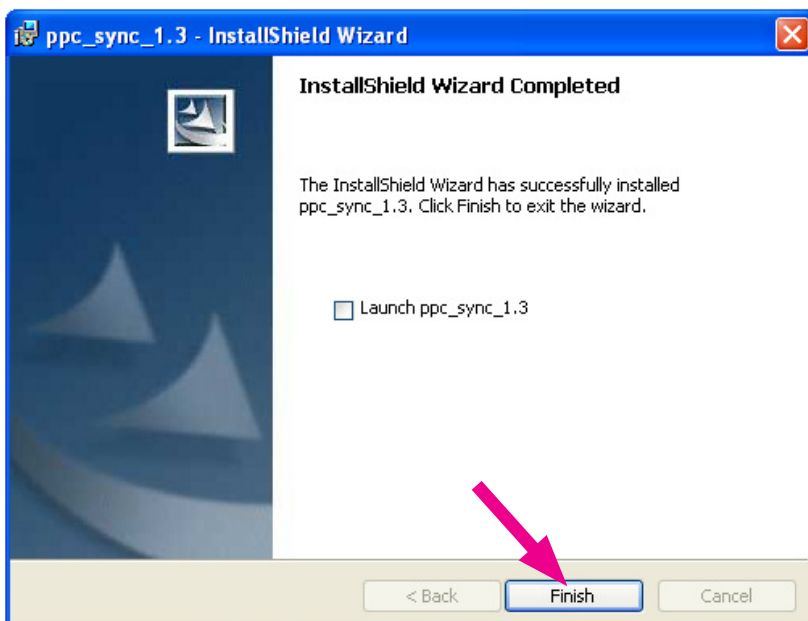 ppc_sync_1.3 - InstallShield Wizard
InstallShield Wizard Completed
The InstallShield Wizard has successfully installed
ppc_sync_1.3. Click Finish to exit the wizard.
Launch ppc_sync_1.3
< Back Finish Cancel